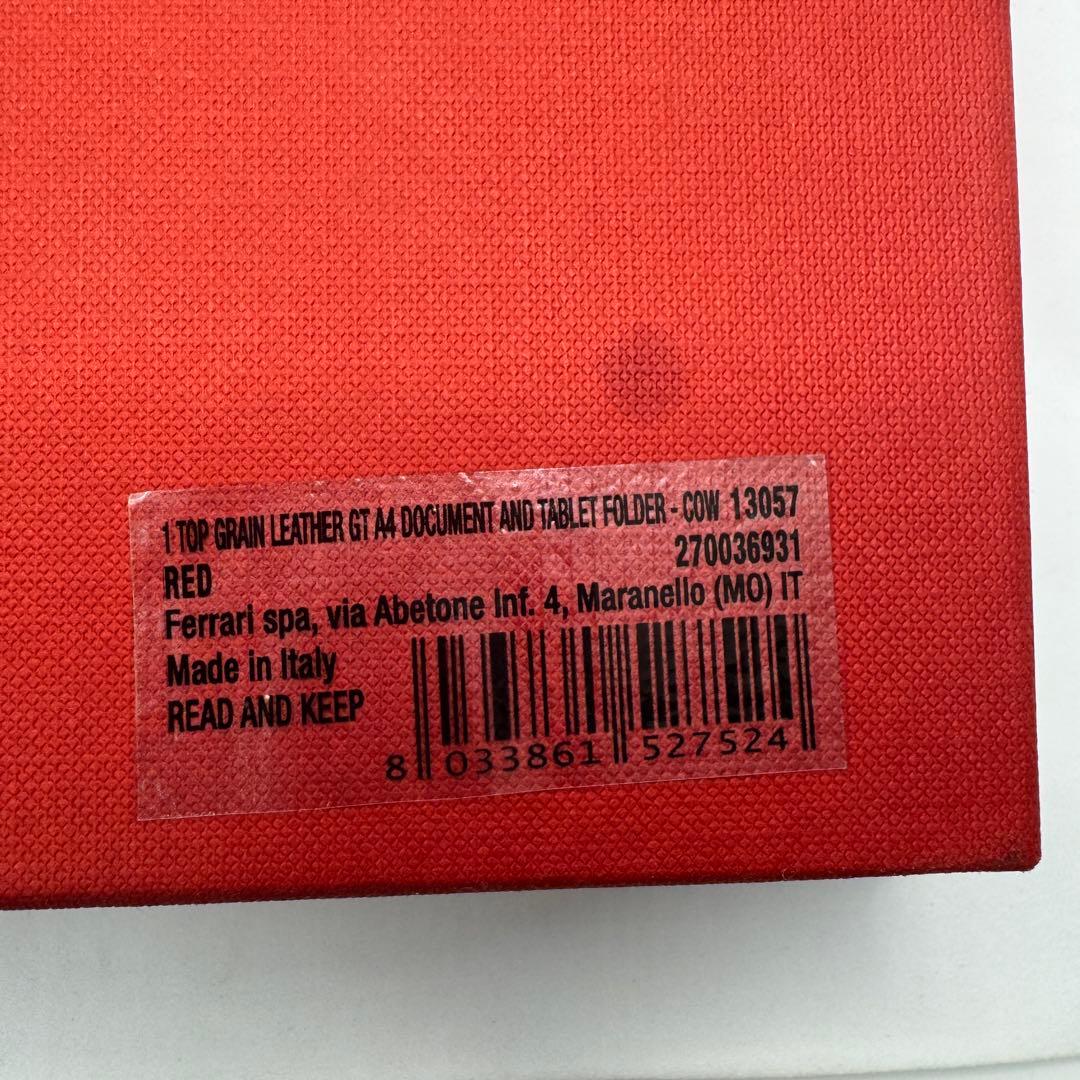 1 TOP GRAIN LEATHER GT A4 DOCUMENT AND TABLET FOLDER - COW 13057
270036931
RED
Ferrari spa, via Abetone Inf. 4, Maranello (MO) IT
Made in Italy
READ AND KEEP
8 033861 527524